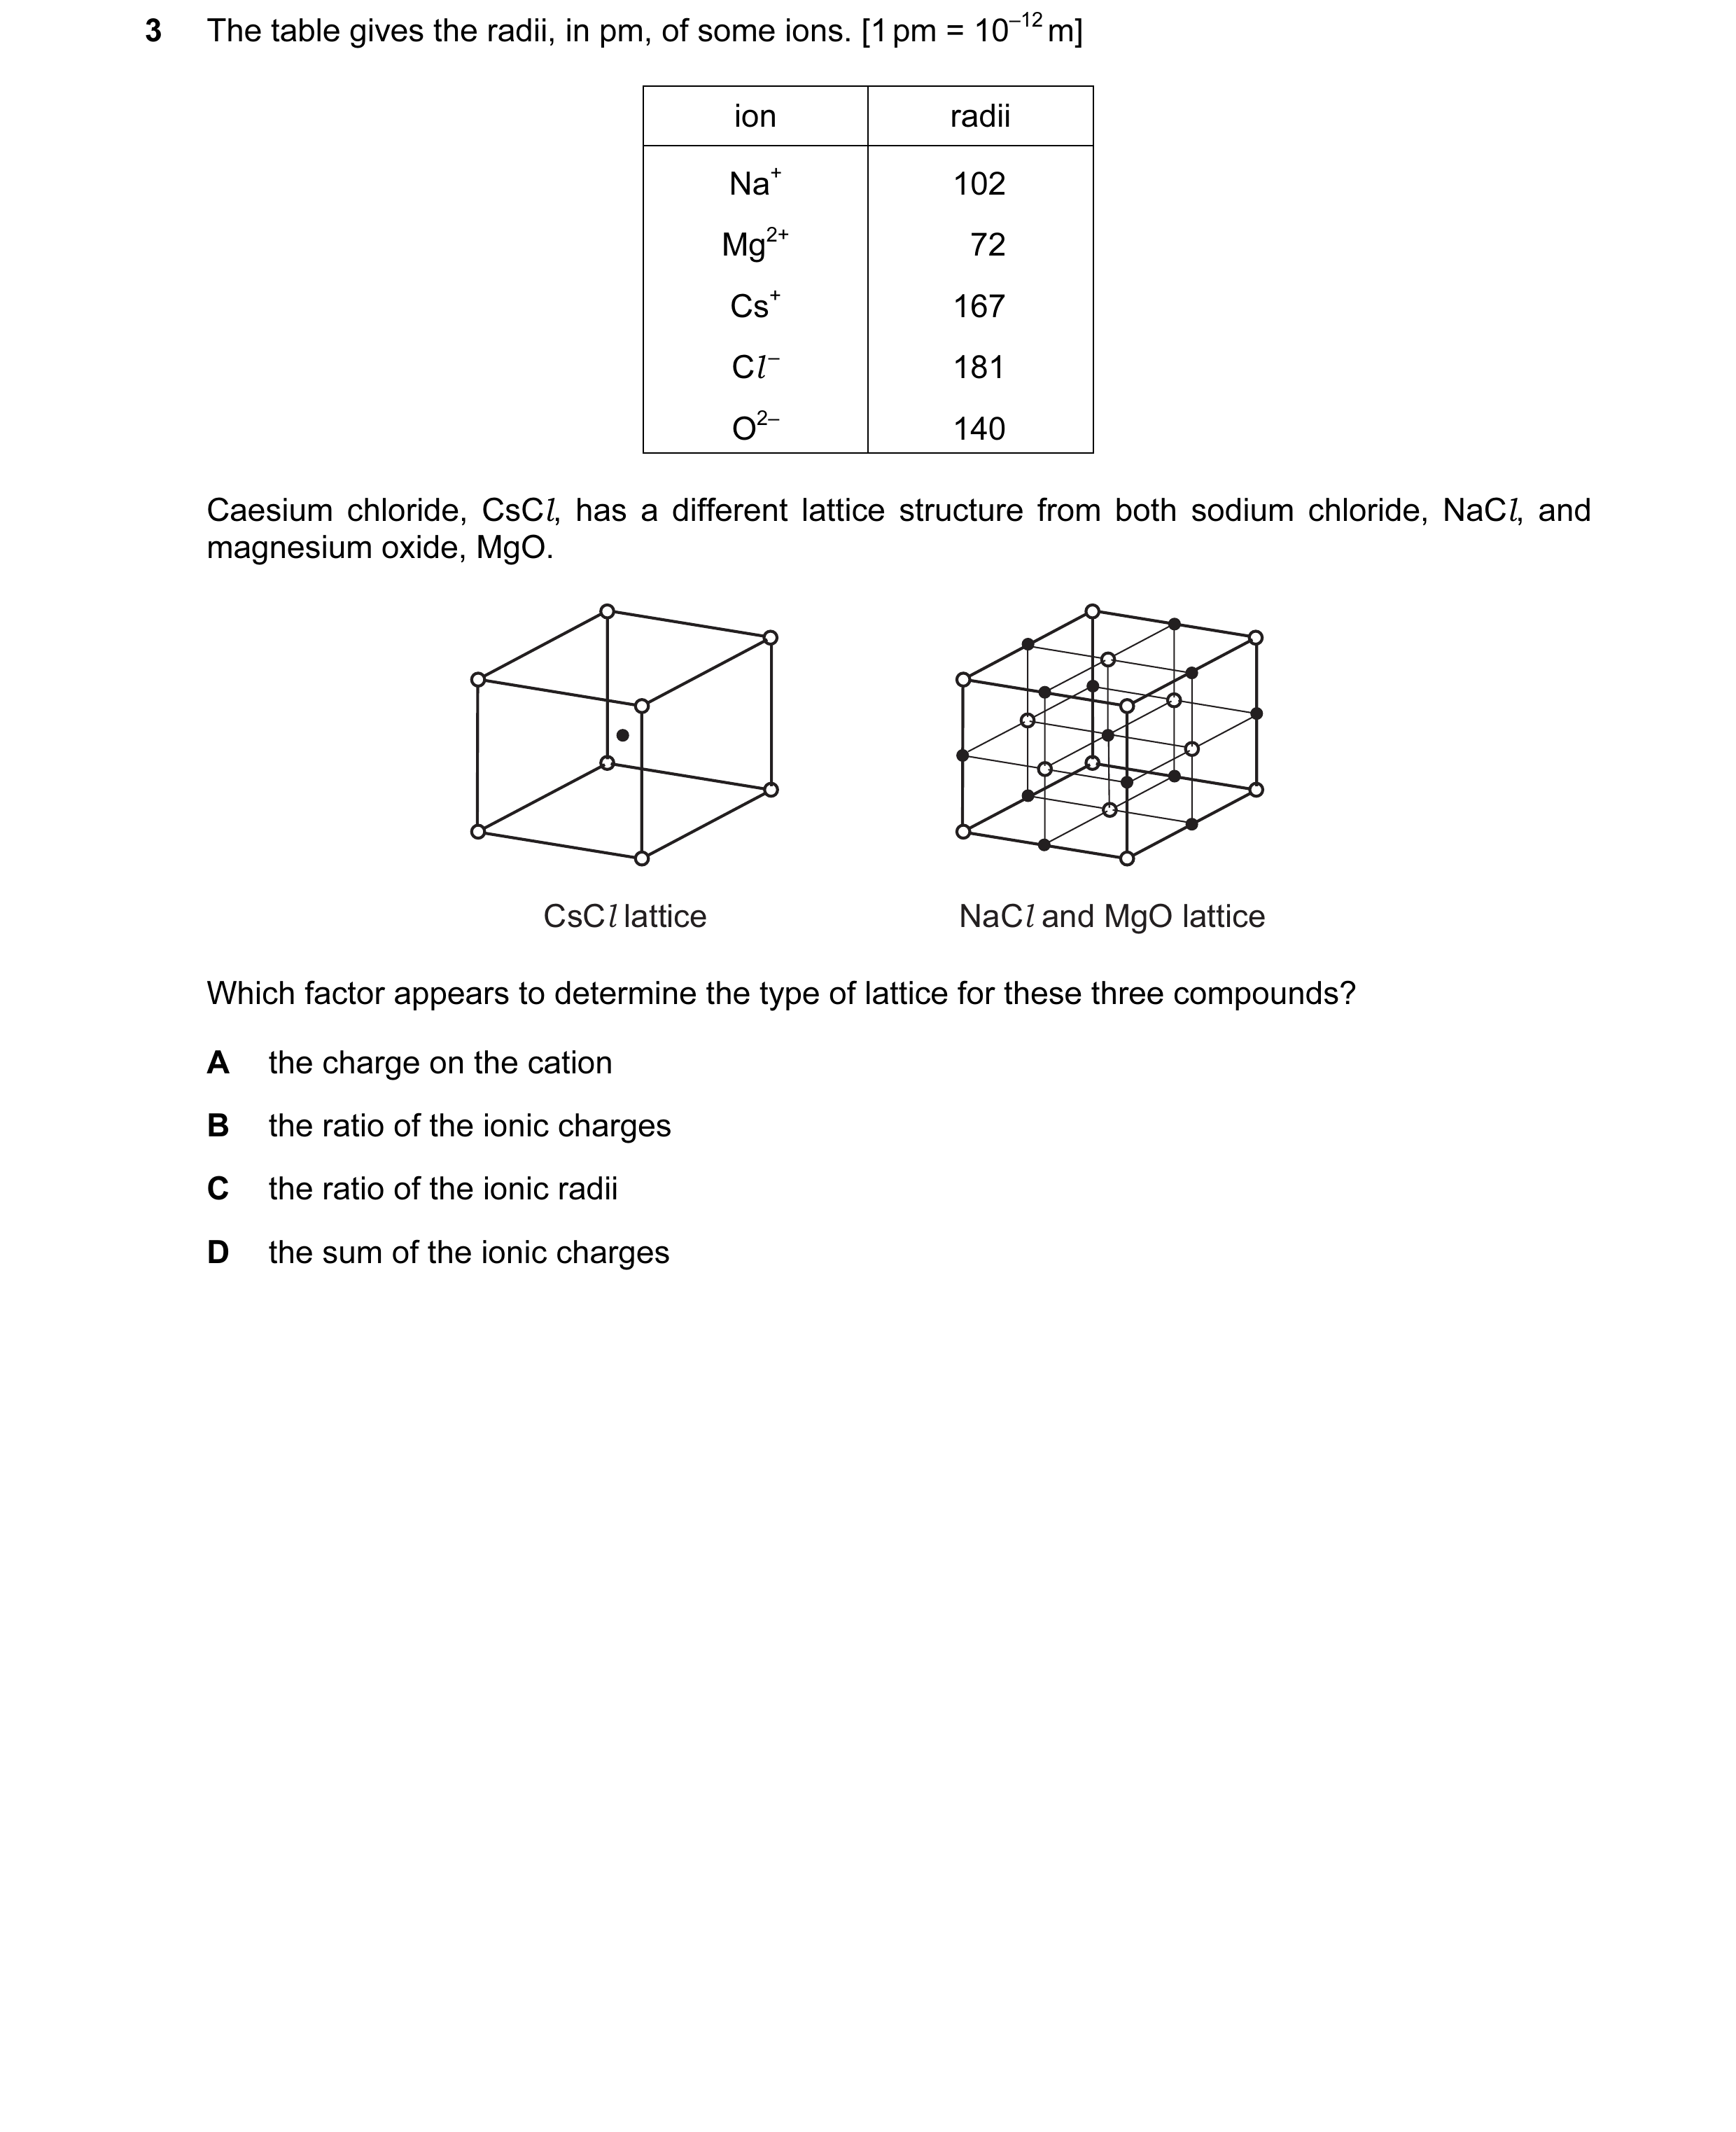 3 The table gives the radii, in pm, of some ions. [1 pm = 10⁻¹² m]
ion radii
Na⁺ 102
Mg²⁺ 72
Cs⁺ 167
Cl⁻ 181
O²⁻ 140
Caesium chloride, CsCl, has a different lattice structure from both sodium chloride, NaCl, and
magnesium oxide, MgO.
CsCl lattice NaCl and MgO lattice
Which factor appears to determine the type of lattice for these three compounds?
A the charge on the cation
B the ratio of the ionic charges
C the ratio of the ionic radii
D the sum of the ionic charges